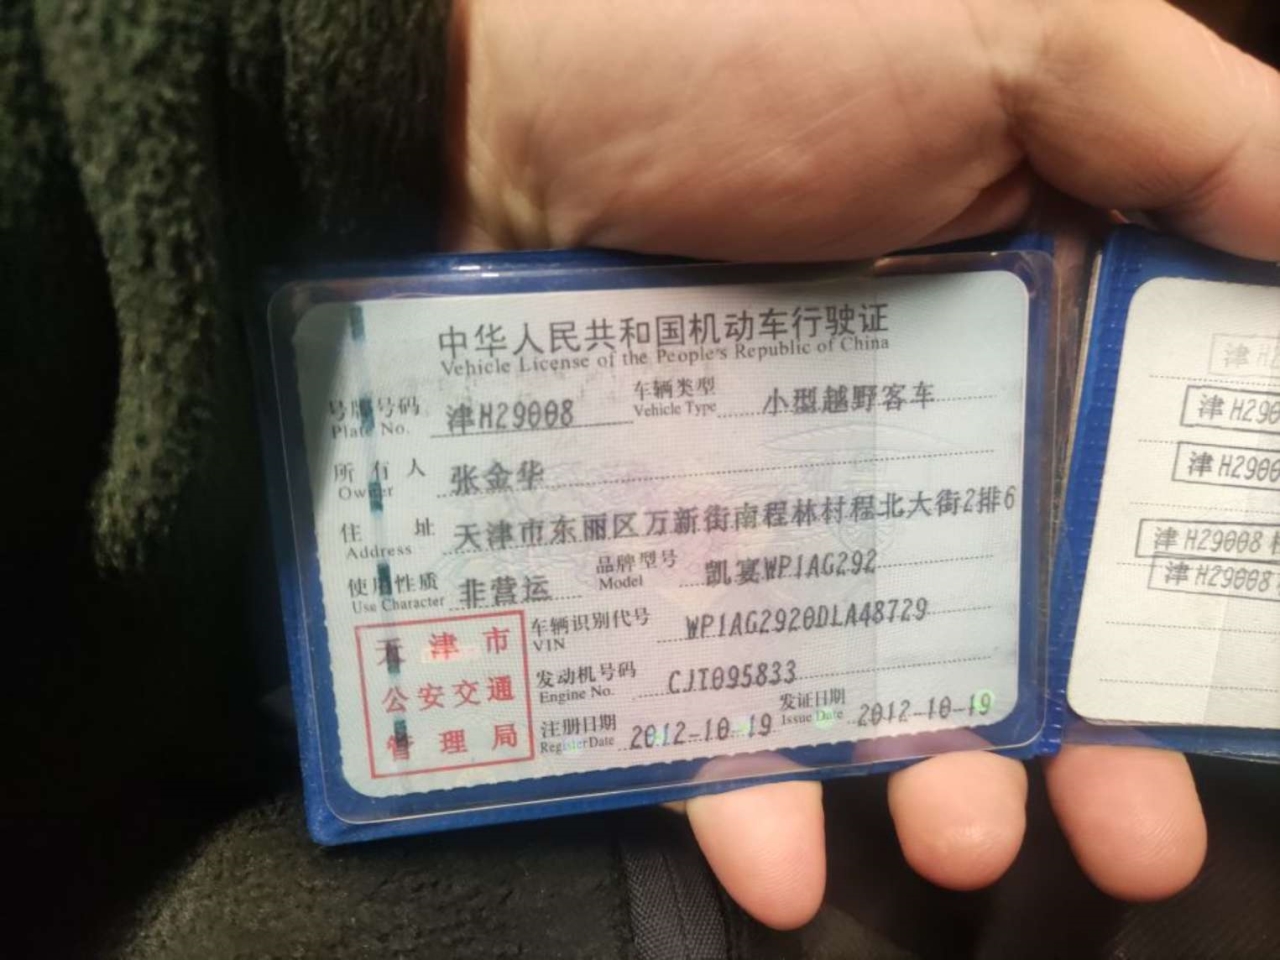 中华人民共和国机动车行驶证
Vehicle License of the People's Republic of China
号牌号码 津H29008 车辆类型 小型越野客车
Plate No. Vehicle Type
所有人 张金华
Owner
住址 天津市东丽区万新街南程林村程北大街2排6
Address
使用性质 非营运 品牌型号 凯宴WP1AG292
Use Character Model
车辆识别代号 WP1AG2920DLA48729
VIN
发动机号码 CJT095833
Engine No.
注册日期 2012-10-19 发证日期 2012-10-19
Register Date Issue Date
天津市
公安交通
管理局
津H
津H290
津H2900
津H29008
津H29008